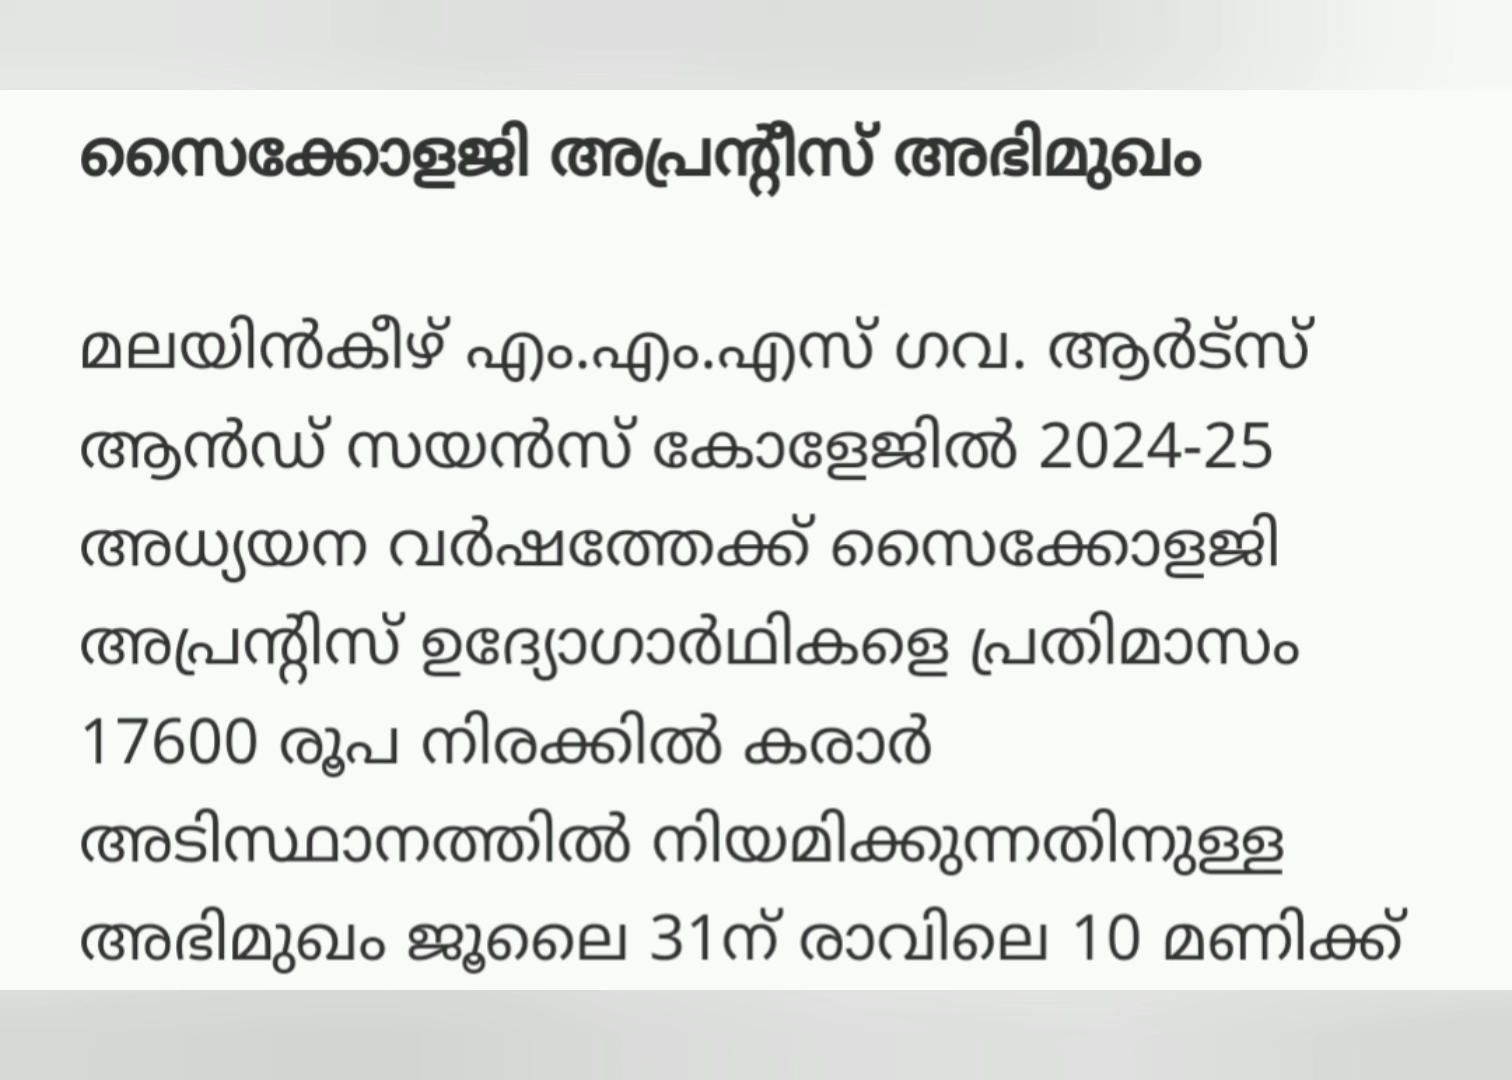 സൈക്കോളജി അപ്രന്റീസ് അഭിമുഖം
മലയിൻകീഴ് എം.എം.എസ് ഗവ. ആർട്സ്
ആൻഡ് സയൻസ് കോളേജിൽ 2024-25
അധ്യയന വർഷത്തേക്ക് സൈക്കോളജി
അപ്രന്റിസ് ഉദ്യോഗാർഥികളെ പ്രതിമാസം
17600 രൂപ നിരക്കിൽ കരാർ
അടിസ്ഥാനത്തിൽ നിയമിക്കുന്നതിനുള്ള
അഭിമുഖം ജൂലൈ 31ന് രാവിലെ 10 മണിക്ക്